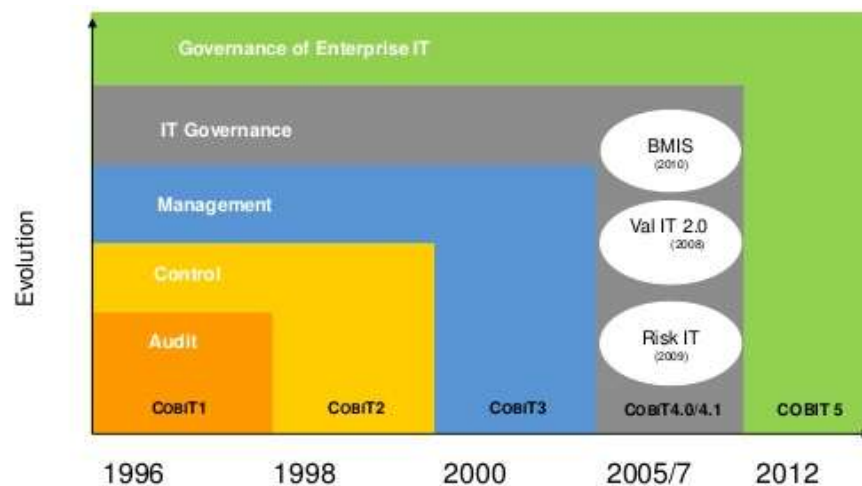 Governance of Enterprise IT
IT Governance
BMIS
(2010)
Management
Val IT 2.0
(2008)
Control
Evolution
Audit
Risk IT
(2009)
COBIT1
COBIT2
COBIT3
COBIT4.0/4.1
COBIT 5
1996
1998
2000
2005/7
2012